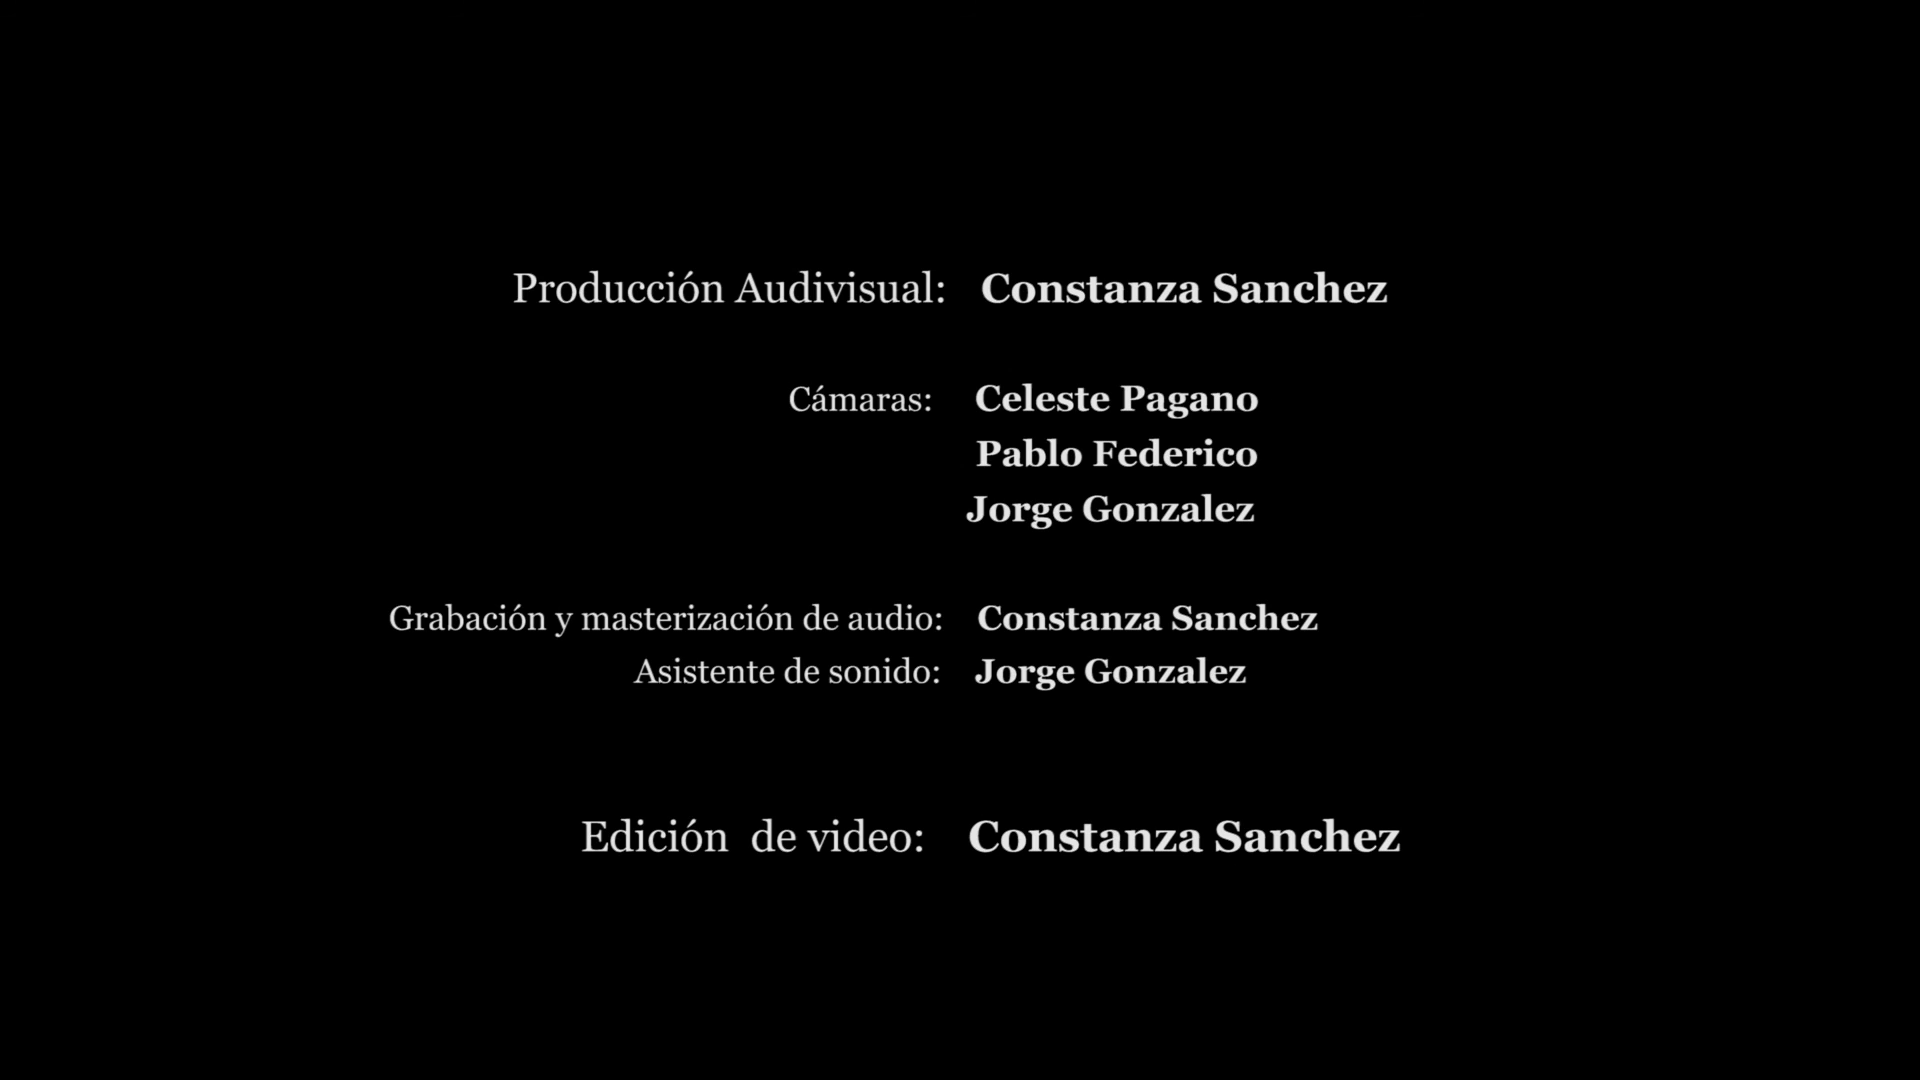 Producción Audivisual: Constanza Sanchez
Cámaras: Celeste Pagano
Pablo Federico
Jorge Gonzalez
Grabación y masterización de audio: Constanza Sanchez
Asistente de sonido: Jorge Gonzalez
Edición de video: Constanza Sanchez